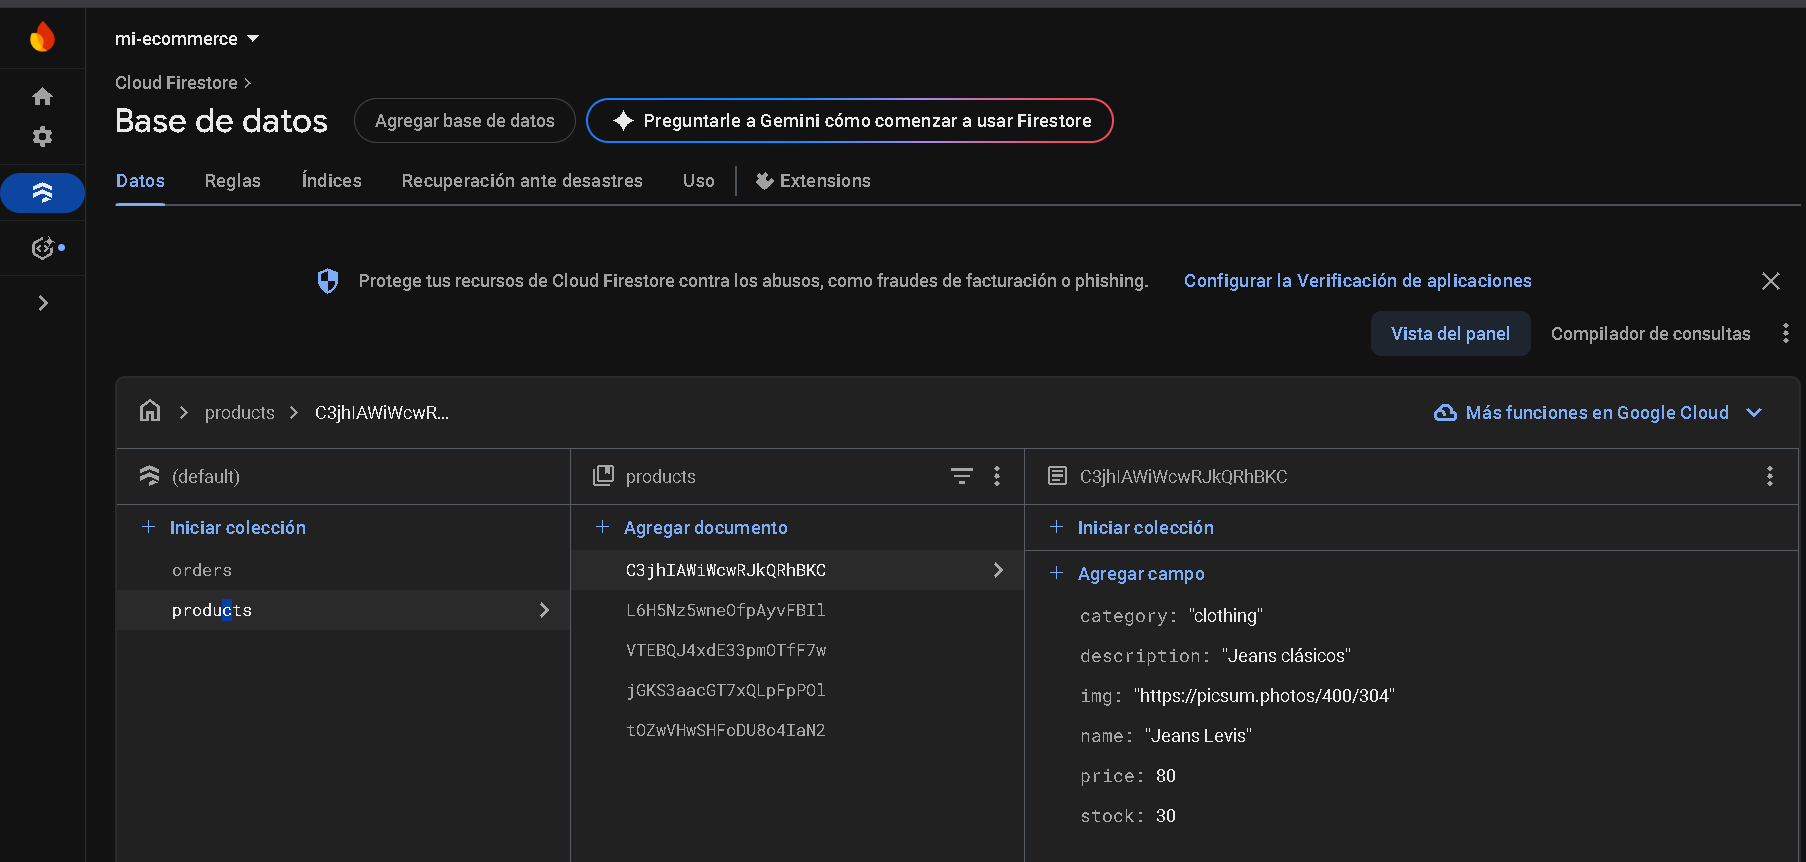 mi-ecommerce
Cloud Firestore
Base de datos
Agregar base de datos
Preguntarle a Gemini cómo comenzar a usar Firestore
Datos
Reglas
Índices
Recuperación ante desastres
Uso
Extensions
Protege tus recursos de Cloud Firestore contra los abusos, como fraudes de facturación o phishing.
Configurar la Verificación de aplicaciones
Vista del panel
Compilador de consultas
products
C3jhIAWiWcwR...
Más funciones en Google Cloud
(default)
Iniciar colección
orders
products
products
Agregar documento
C3jhIAWiWcwRJkQRhBKC
L6H5Nz5wneOfpAyvFBIl
VTEBQJ4xdE33pmOTfF7w
jGKS3aacGT7xQLpFpPOl
tOZwVHwSHFoDU8o4IaN2
C3jhIAWiWcwRJkQRhBKC
Iniciar colección
Agregar campo
category: "clothing"
description: "Jeans clásicos"
img: "https://picsum.photos/400/304"
name: "Jeans Levis"
price: 80
stock: 30